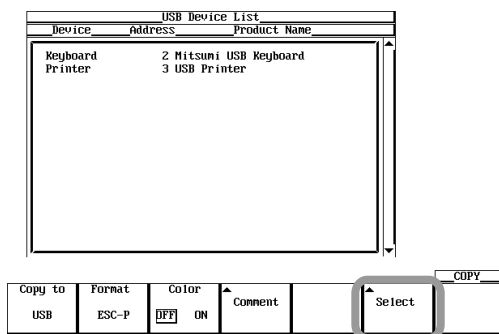 USB Device List
Device Address Product Name
Keyboard 2 Mitsumi USB Keyboard
Printer 3 USB Printer
COPY
Copy to Format Color Comment Select
USB ESC-P OFF ON